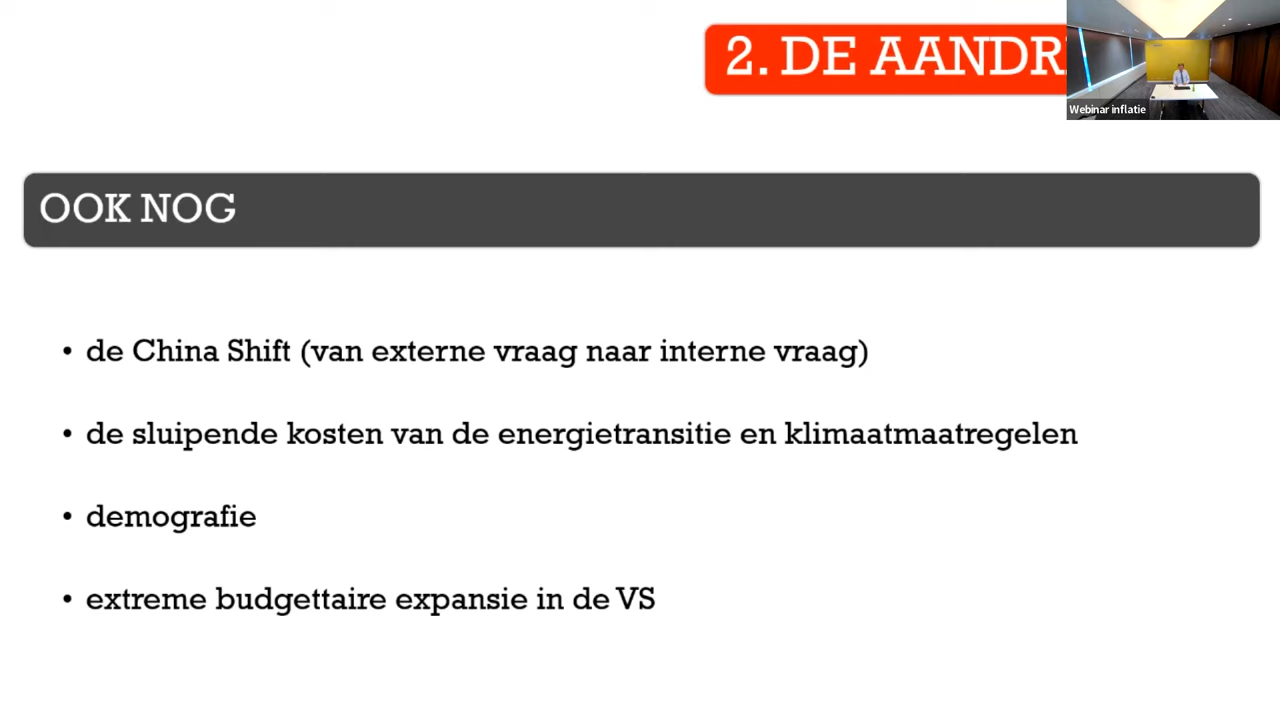 2. DE
Webinar inflatie
OOK NOG
• de China Shift (van externe vraag naar interne vraag)
• de sluipende kosten van de energietransitie en klimaatmaatregelen
• demografie
• extreme budgettaire expansie in de VS